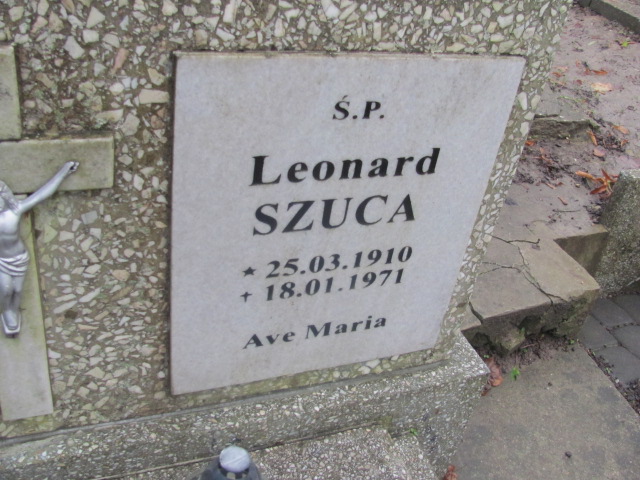 Ś.P.
Leonard
SZUCA
★ 25.03.1910
✝ 18.01.1971
Ave Maria